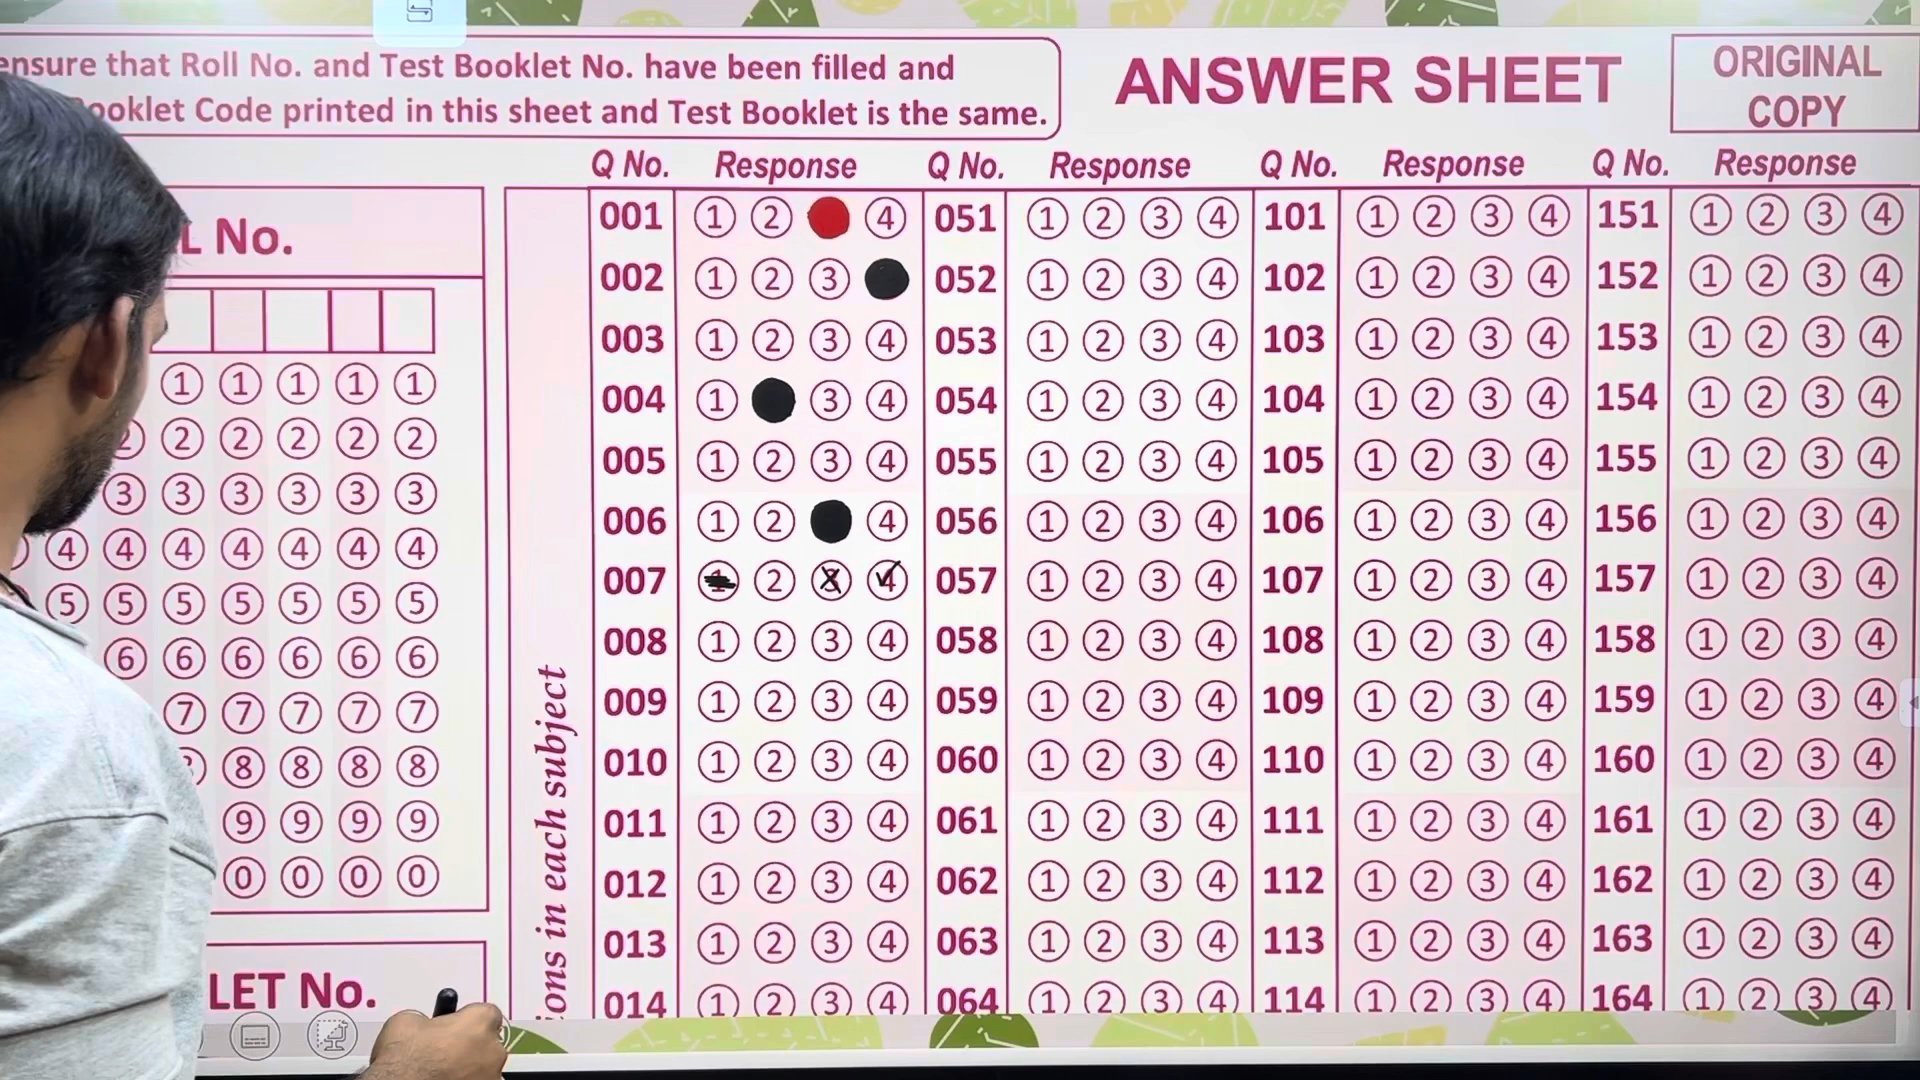 ensure that Roll No. and Test Booklet No. have been filled and
ooklet Code printed in this sheet and Test Booklet is the same.
ANSWER SHEET
ORIGINAL
COPY
Q No. Response Q No. Response Q No. Response Q No. Response
L No.
1 1 1 1 1
2 2 2 2 2 2
3 3 3 3 3 3
4 4 4 4 4 4 4
5 5 5 5 5 5 5
6 6 6 6 6 6
7 7 7 7 7
8 8 8 8
9 9 9 9
0 0 0 0
LET No.
ions in each subject
001 1 2 4 051 1 2 3 4 101 1 2 3 4 151 1 2 3 4
002 1 2 3 052 1 2 3 4 102 1 2 3 4 152 1 2 3 4
003 1 2 3 4 053 1 2 3 4 103 1 2 3 4 153 1 2 3 4
004 1 3 4 054 1 2 3 4 104 1 2 3 4 154 1 2 3 4
005 1 2 3 4 055 1 2 3 4 105 1 2 3 4 155 1 2 3 4
006 1 2 4 056 1 2 3 4 106 1 2 3 4 156 1 2 3 4
007 1 2 3 4 057 1 2 3 4 107 1 2 3 4 157 1 2 3 4
008 1 2 3 4 058 1 2 3 4 108 1 2 3 4 158 1 2 3 4
009 1 2 3 4 059 1 2 3 4 109 1 2 3 4 159 1 2 3 4
010 1 2 3 4 060 1 2 3 4 110 1 2 3 4 160 1 2 3 4
011 1 2 3 4 061 1 2 3 4 111 1 2 3 4 161 1 2 3 4
012 1 2 3 4 062 1 2 3 4 112 1 2 3 4 162 1 2 3 4
013 1 2 3 4 063 1 2 3 4 113 1 2 3 4 163 1 2 3 4
014 1 2 3 4 064 1 2 3 4 114 1 2 3 4 164 1 2 3 4